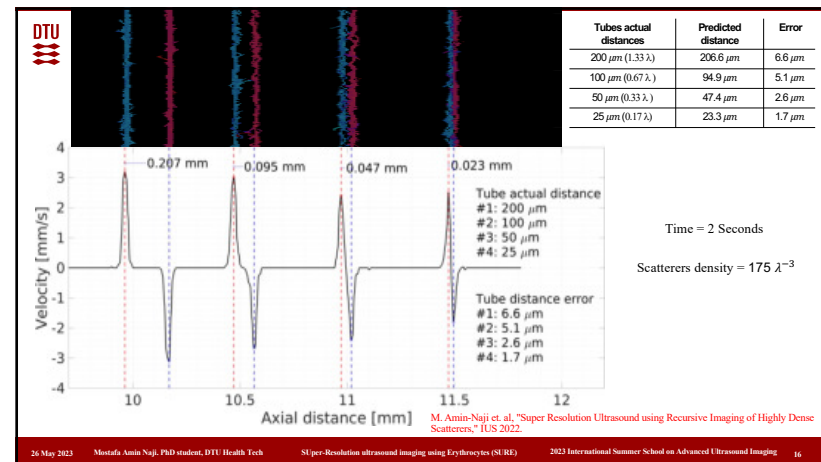 DTU
Tubes actual distances Predicted distance Error
200 μm (1.33 λ) 206.6 μm 6.6 μm
100 μm (0.67 λ ) 94.9 μm 5.1 μm
50 μm (0.33 λ ) 47.4 μm 2.6 μm
25 μm (0.17 λ) 23.3 μm 1.7 μm
4
3
2
1
0
-1
-2
-3
-4
Velocity [mm/s]
0.207 mm
0.095 mm
0.047 mm
0.023 mm
Tube actual distance
#1: 200 μm
#2: 100 μm
#3: 50 μm
#4: 25 μm
Tube distance error
#1: 6.6 μm
#2: 5.1 μm
#3: 2.6 μm
#4: 1.7 μm
10 10.5 11 11.5 12
Axial distance [mm]
Time = 2 Seconds
Scatterers density = 175 λ⁻³
M. Amin-Naji et. al, "Super Resolution Ultrasound using Recursive Imaging of Highly Dense
Scatterers," IUS 2022.
26 May 2023 Mostafa Amin Naji. PhD student, DTU Health Tech SUper-Resolution ultrasound imaging using Erythrocytes (SURE) 2023 International Summer School on Advanced Ultrasound Imaging 16